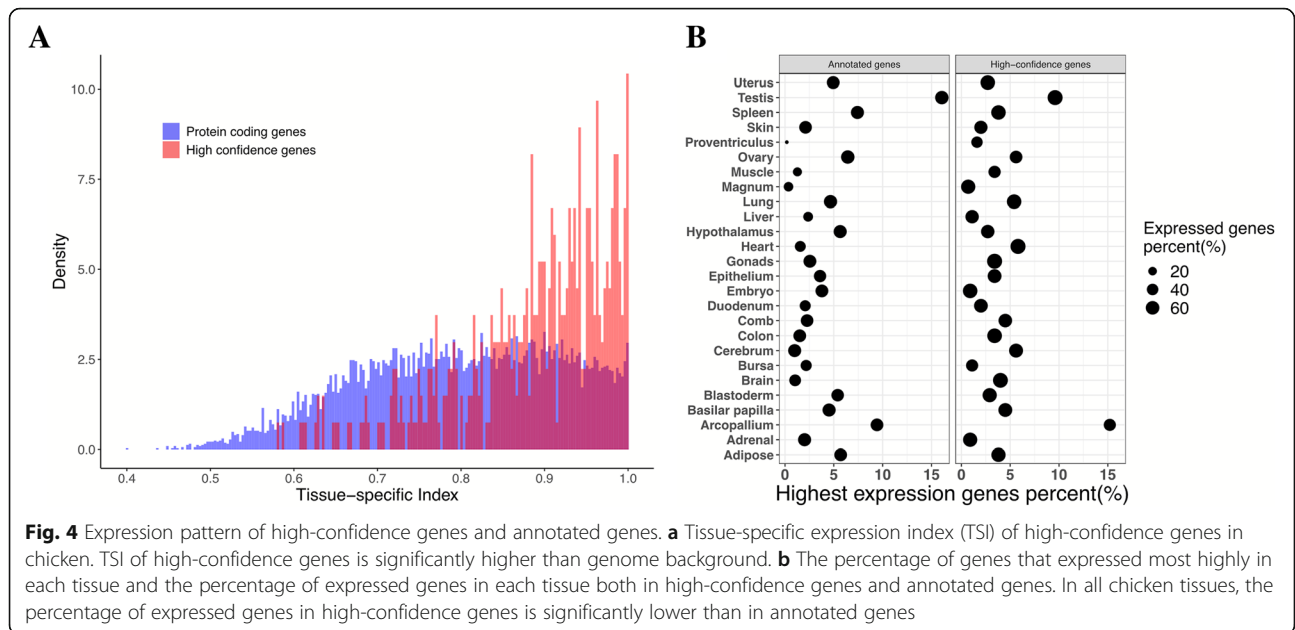 A
Density
10.0
7.5
5.0
2.5
0.0
Protein coding genes
High confidence genes
0.4 0.5 0.6 0.7 0.8 0.9 1.0
Tissue−specific Index
B
Annotated genes High−confidence genes
Uterus
Testis
Spleen
Skin
Proventriculus
Ovary
Muscle
Magnum
Lung
Liver
Hypothalamus
Heart
Gonads
Epithelium
Embryo
Duodenum
Comb
Colon
Cerebrum
Bursa
Brain
Blastoderm
Basilar papilla
Arcopallium
Adrenal
Adipose
0 5 10 15 0 5 10 15
Highest expression genes percent(%)
Expressed genes
percent(%)
20
40
60
Fig. 4 Expression pattern of high-confidence genes and annotated genes. a Tissue-specific expression index (TSI) of high-confidence genes in
chicken. TSI of high-confidence genes is significantly higher than genome background. b The percentage of genes that expressed most highly in
each tissue and the percentage of expressed genes in each tissue both in high-confidence genes and annotated genes. In all chicken tissues, the
percentage of expressed genes in high-confidence genes is significantly lower than in annotated genes